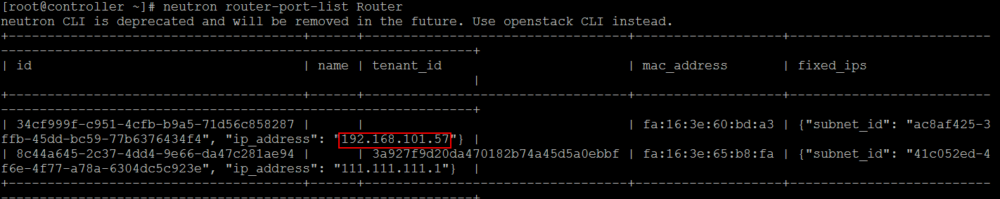 [root@controller ~]# neutron router-port-list Router
neutron CLI is deprecated and will be removed in the future. Use openstack CLI instead.
+--------------------------------------+------+----------------------------------+-------------------+--------------------------
-------------------------------------------------------------+
| id                                   | name | tenant_id                        | mac_address       | fixed_ips
                                                             |
+--------------------------------------+------+----------------------------------+-------------------+--------------------------
-------------------------------------------------------------+
| 34cf999f-c951-4cfb-b9a5-71d56c858287 |      |                                  | fa:16:3e:60:bd:a3 | {"subnet_id": "ac8af425-3
ffb-45dd-bc59-77b6376434f4", "ip_address": "192.168.101.57"} |
| 8c44a645-2c37-4dd4-9e66-da47c281ae94 |      | 3a927f9d20da470182b74a45d5a0ebbf | fa:16:3e:65:b8:fa | {"subnet_id": "41c052ed-4
f6e-4f77-a78a-6304dc5c923e", "ip_address": "111.111.111.1"}  |
+--------------------------------------+------+----------------------------------+-------------------+--------------------------
-------------------------------------------------------------+